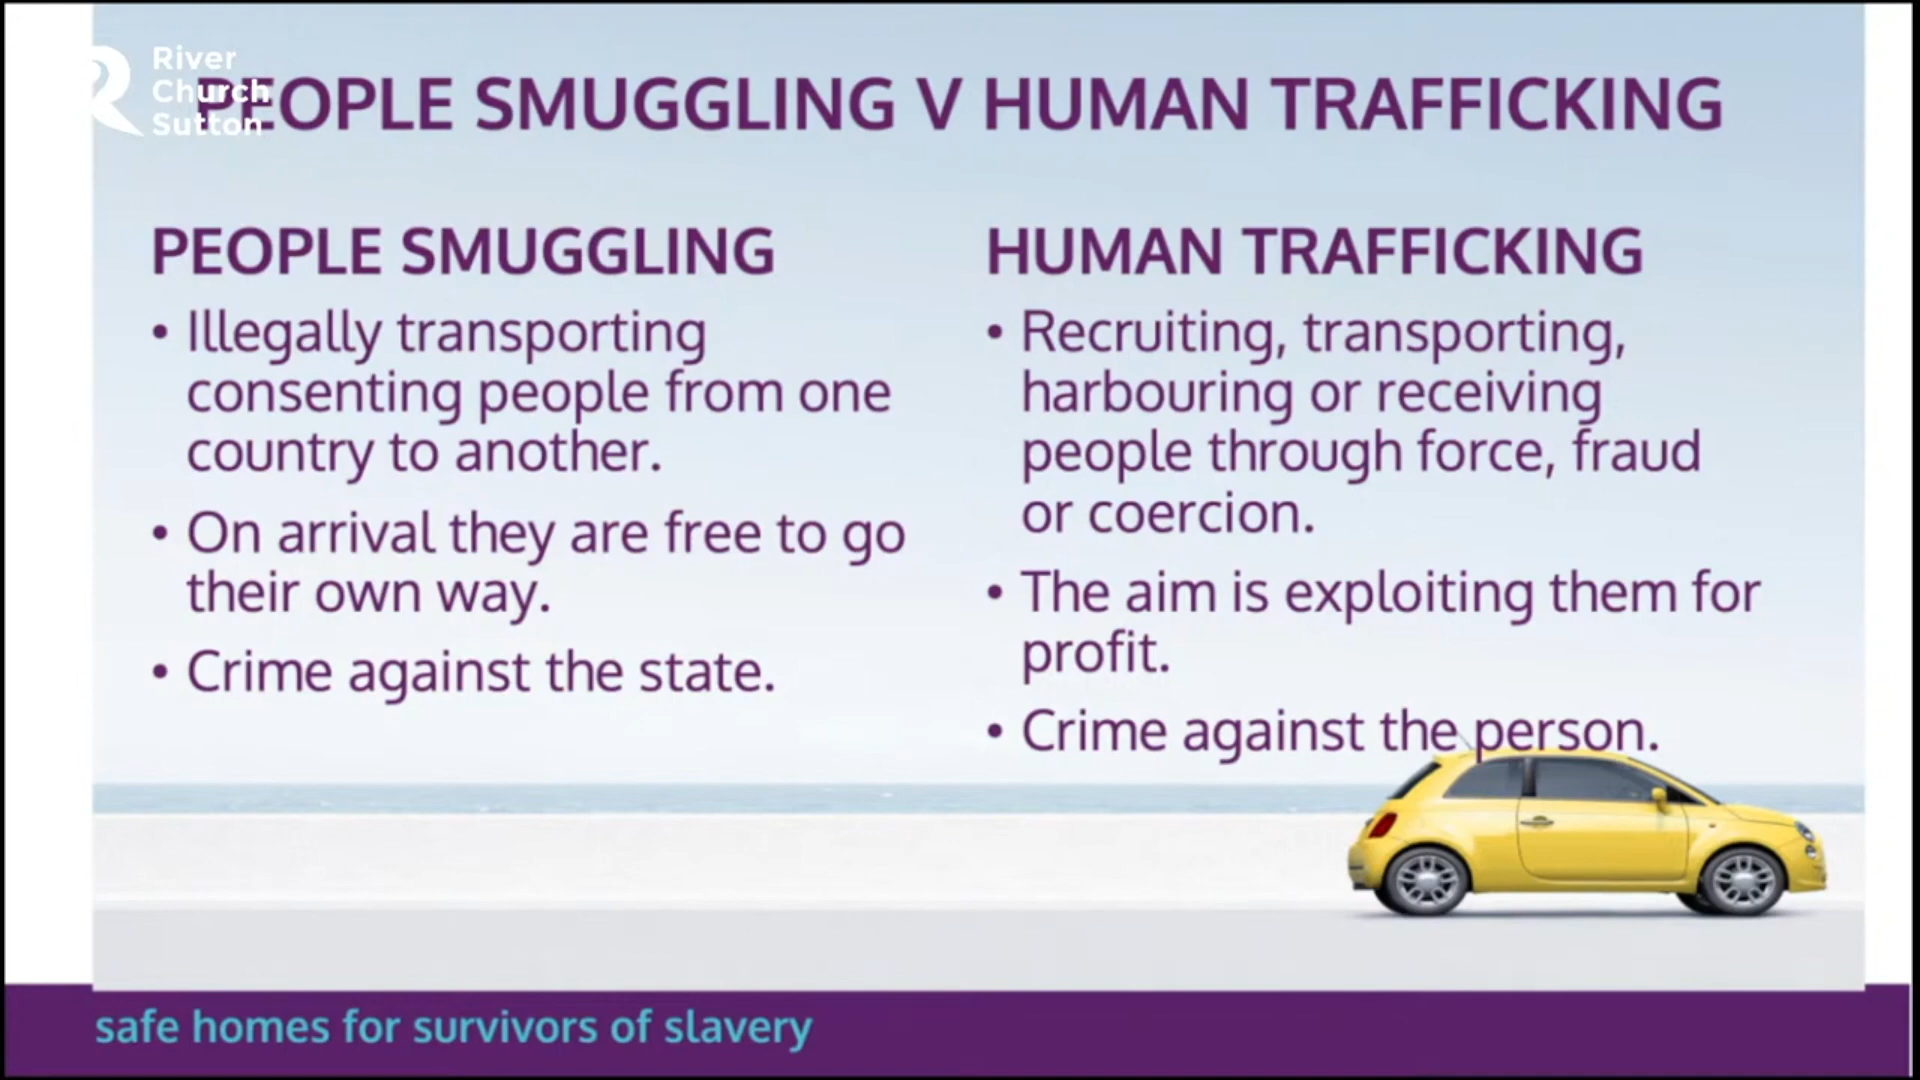 River
Church
Sutton
PEOPLE SMUGGLING V HUMAN TRAFFICKING
PEOPLE SMUGGLING
• Illegally transporting
consenting people from one
country to another.
• On arrival they are free to go
their own way.
• Crime against the state.
HUMAN TRAFFICKING
• Recruiting, transporting,
harbouring or receiving
people through force, fraud
or coercion.
• The aim is exploiting them for
profit.
• Crime against the person.
safe homes for survivors of slavery